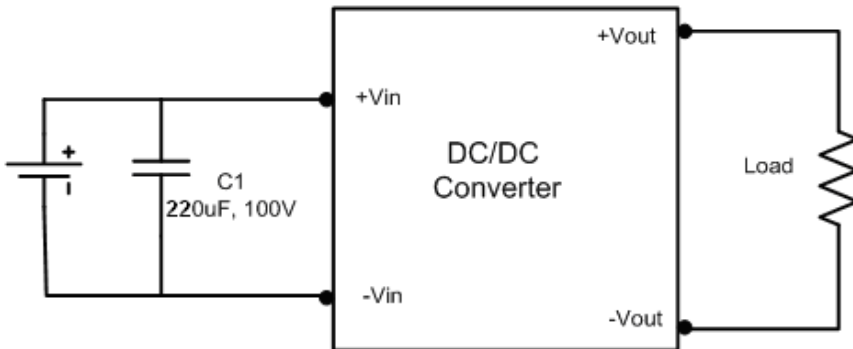 +Vout
+Vin
+
DC/DC
Converter
Load
C1
220uF, 100V
-
-Vin
-Vout